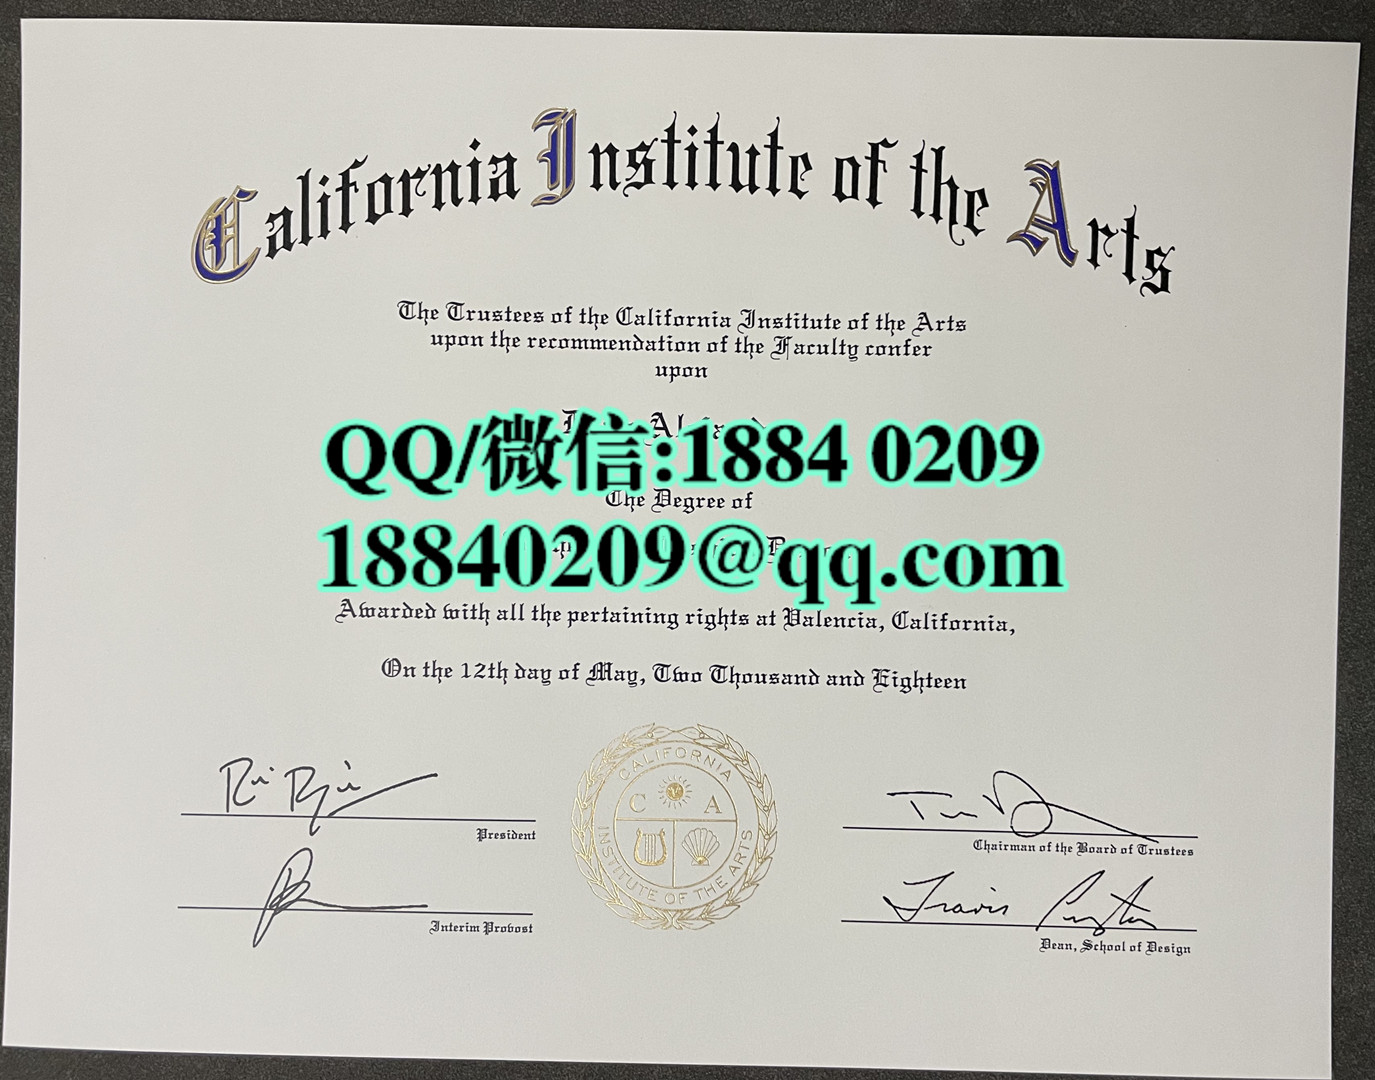 California Institute of the Arts
The Trustees of the California Institute of the Arts
upon the recommendation of the Faculty confer
upon
QQ/微信:1884 0209
The Degree of
18840209@qq.com
Awarded with all the pertaining rights at Valencia, California,
On the 12th day of May, Two Thousand and Eighteen
CALIFORNIA
C A
INSTITUTE OF THE ARTS
President
Chairman of the Board of Trustees
Travis
Interim Provost
Dean, School of Design